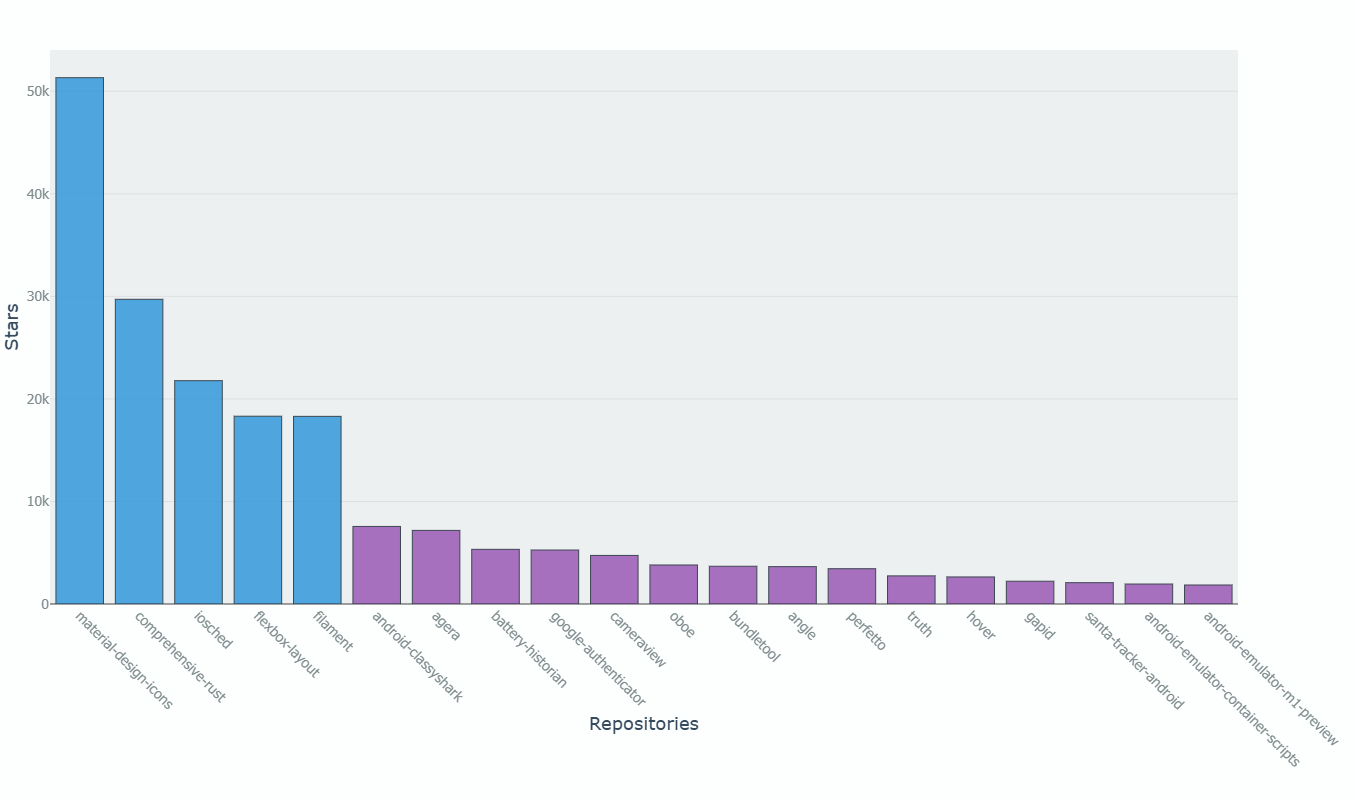 50k
40k
30k
20k
10k
0
Stars
material-design-icons
comprehensive-rust
iosched
flexbox-layout
filament
android-classyshark
agera
battery-historian
google-authenticator
cameraview
oboe
bundletool
angle
perfetto
truth
hover
gapid
santa-tracker-android
android-emulator-container-scripts
android-emulator-m1-preview
Repositories